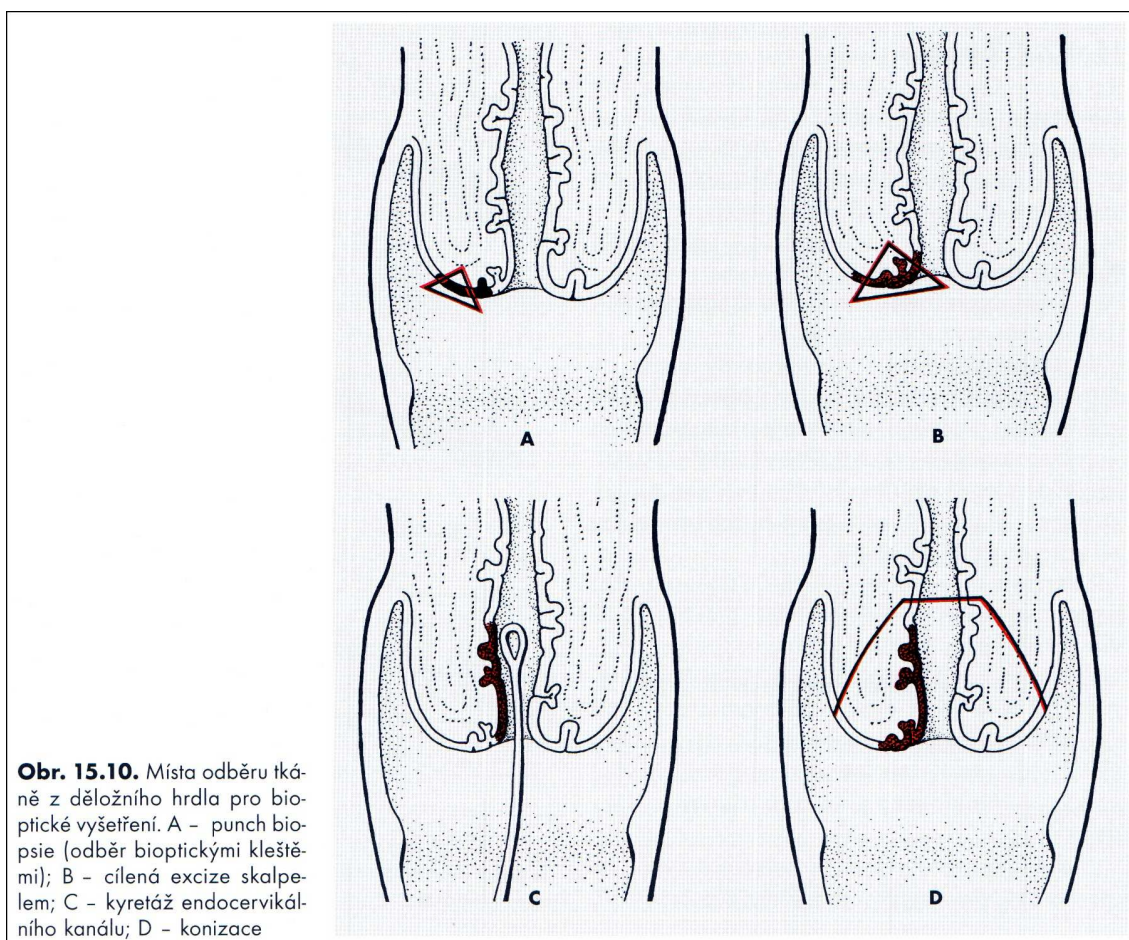 A
B
C
D
Obr. 15.10. Místa odběru tká-
ně z děložního hrdla pro bio-
ptické vyšetření. A – punch bio-
psie (odběr bioptickými kleště-
mi); B – cílená excize skalpe-
lem; C – kyretáž endocervikál-
ního kanálu; D – konizace